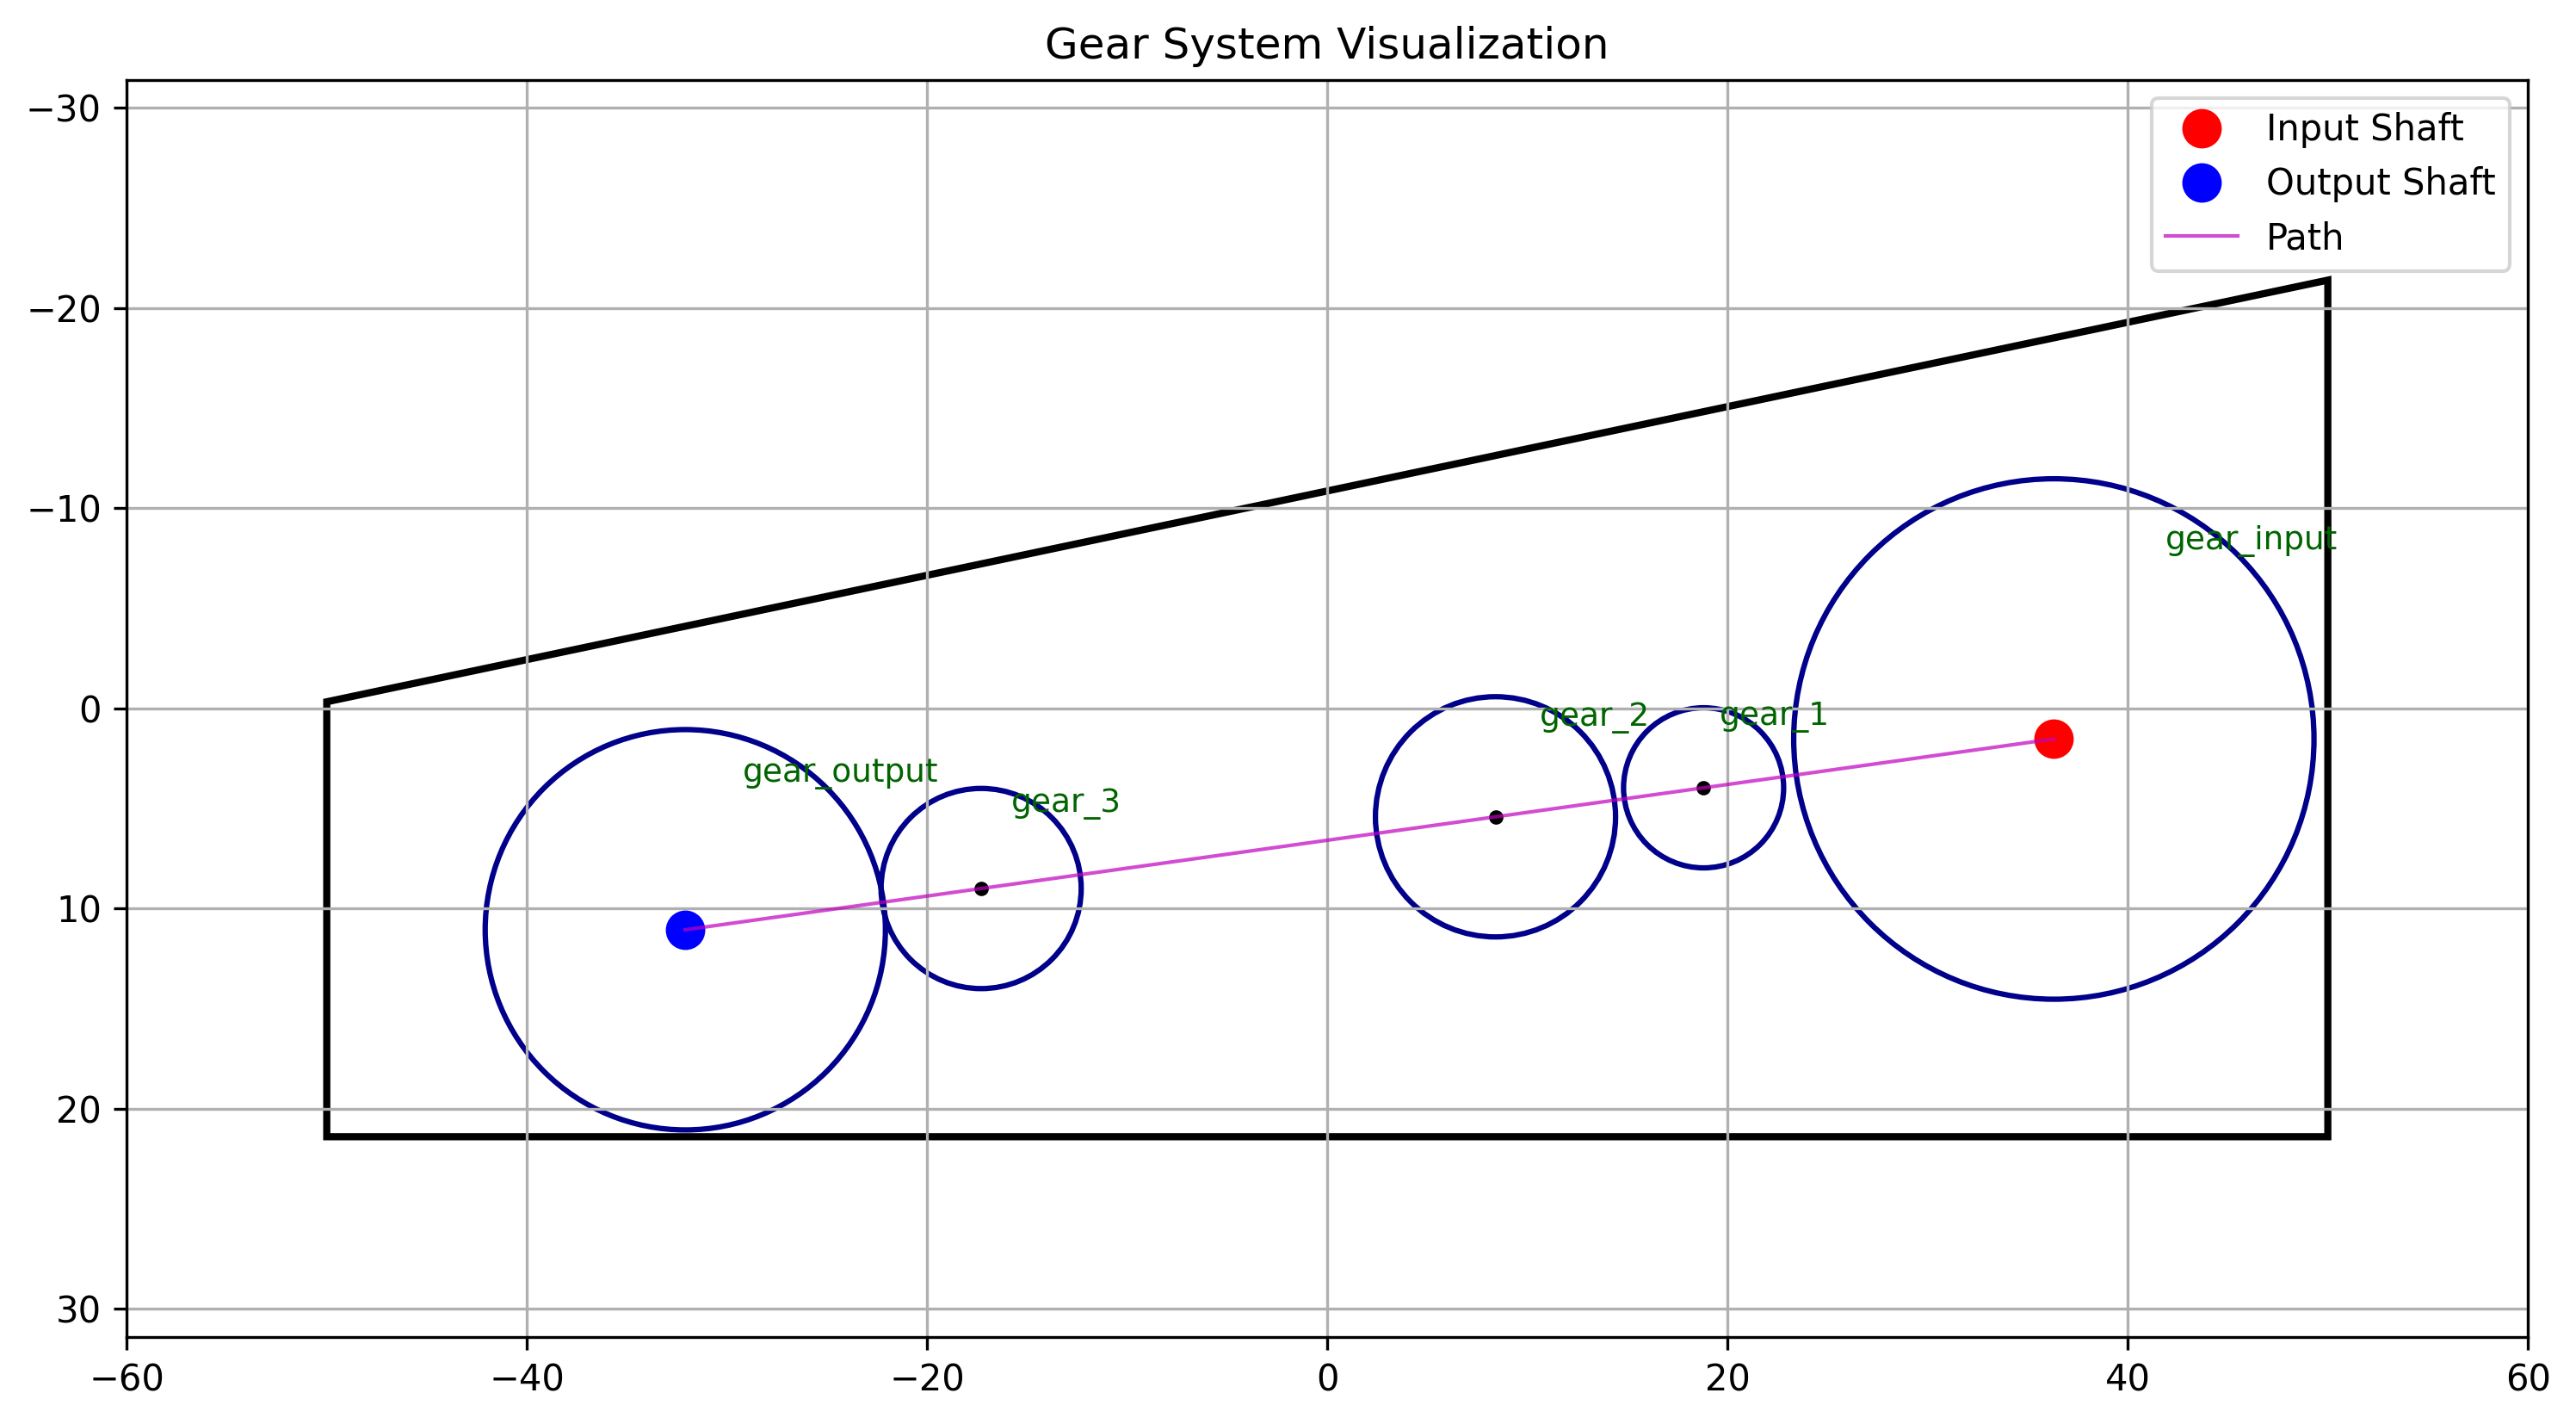 Gear System Visualization
Input Shaft
Output Shaft
Path
−30
−20
−10
0
10
20
30
gear_input
gear_2
gear_1
gear_output
gear_3
−60
−40
−20
0
20
40
60